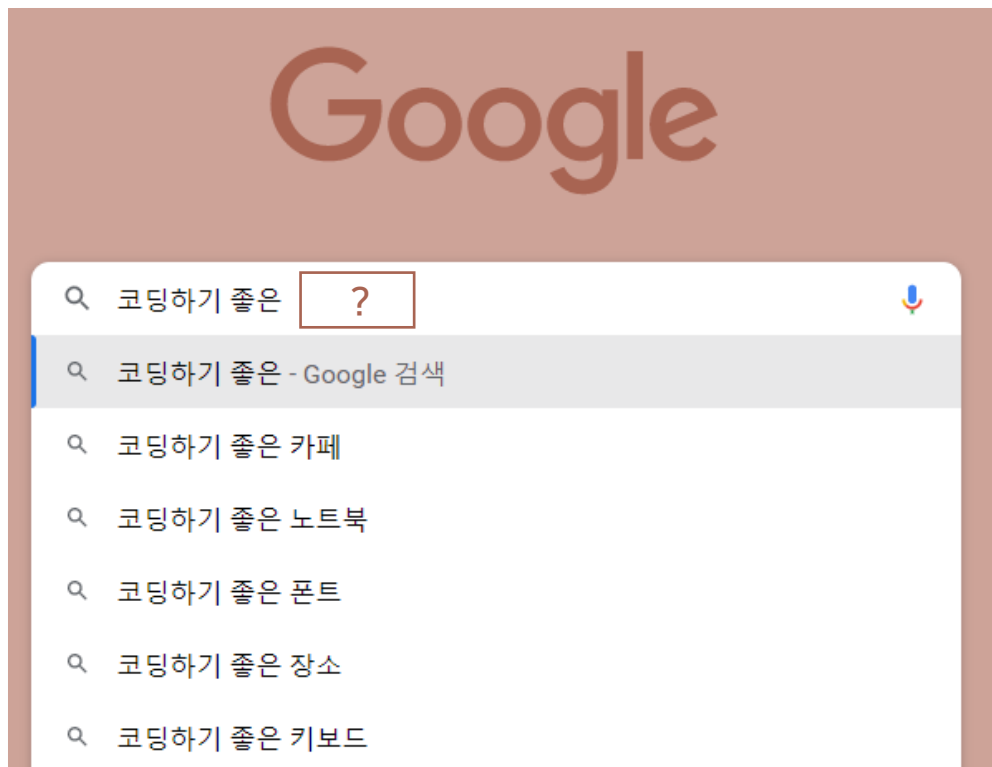 Google
코딩하기 좋은 ?
코딩하기 좋은 - Google 검색
코딩하기 좋은 카페
코딩하기 좋은 노트북
코딩하기 좋은 폰트
코딩하기 좋은 장소
코딩하기 좋은 키보드